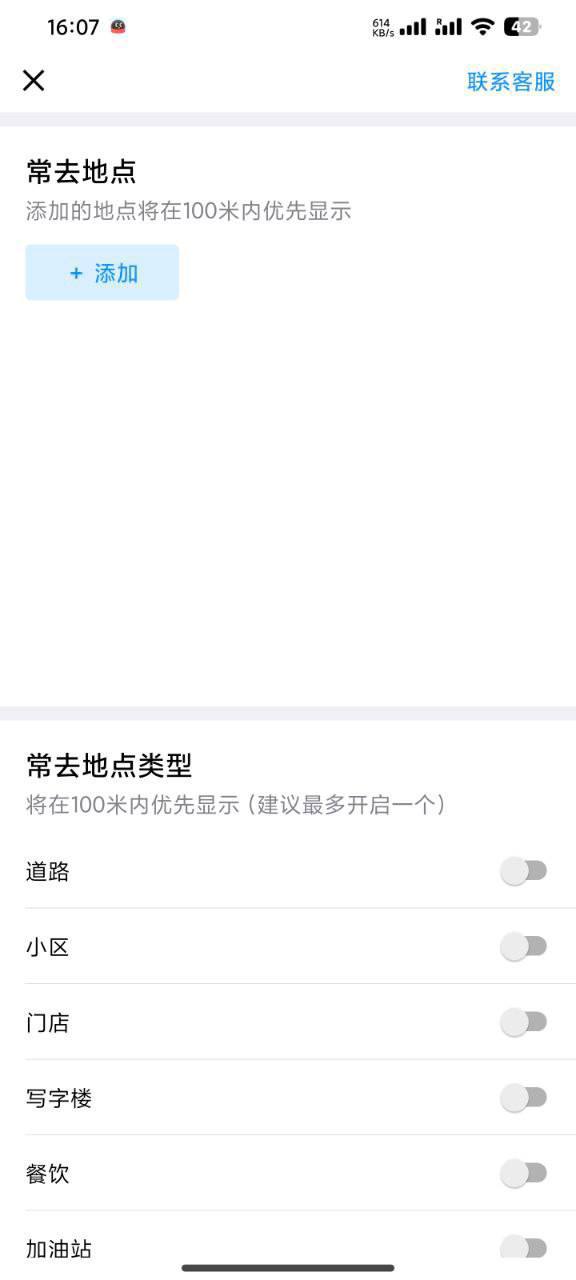 16:07
614
KB/s
R
42
联系客服
常去地点
添加的地点将在100米内优先显示
+ 添加
常去地点类型
将在100米内优先显示（建议最多开启一个）
道路
小区
门店
写字楼
餐饮
加油站